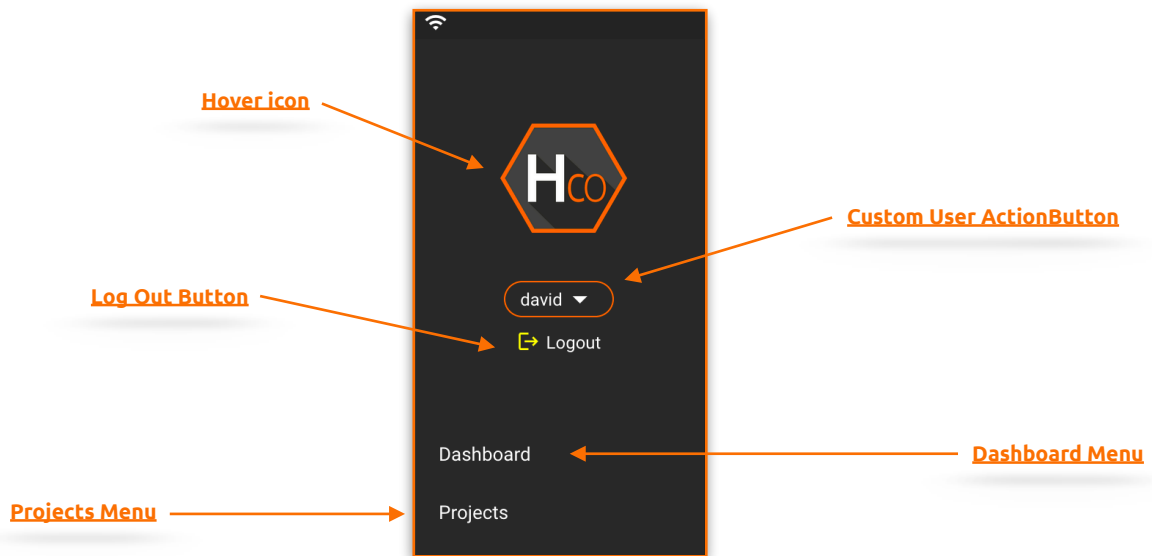 Hover icon
Hco
Custom User ActionButton
Log Out Button
david
Logout
Dashboard
Dashboard Menu
Projects Menu
Projects